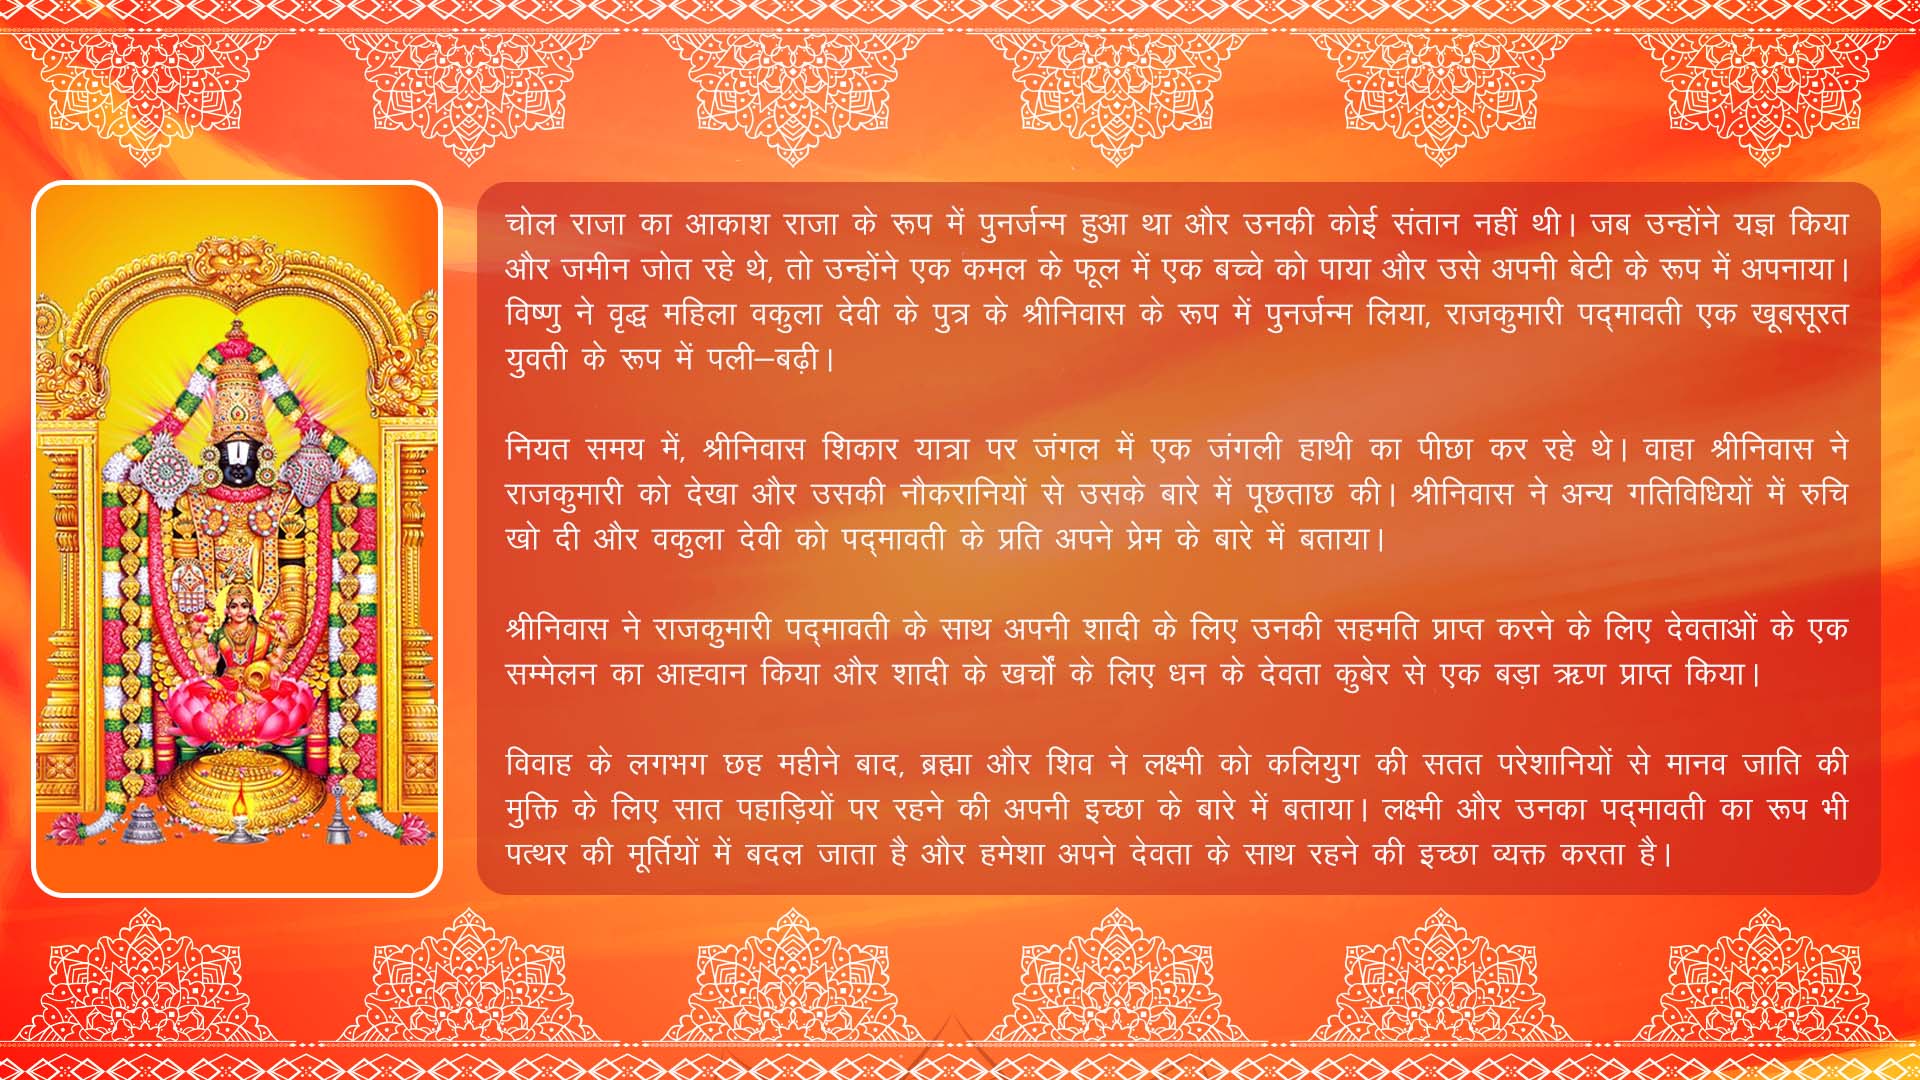 चोल राजा का आकाश राजा के रूप में पुनर्जन्म हुआ था और उनकी कोई संतान नहीं थी। जब उन्होंने यज्ञ किया
और जमीन जोत रहे थे, तो उन्होंने एक कमल के फूल में एक बच्चे को पाया और उसे अपनी बेटी के रूप में अपनाया।
विष्णु ने वृद्ध महिला वकुला देवी के पुत्र के श्रीनिवास के रूप में पुनर्जन्म लिया, राजकुमारी पद्मावती एक खूबसूरत
युवती के रूप में पली–बढ़ी।
नियत समय में, श्रीनिवास शिकार यात्रा पर जंगल में एक जंगली हाथी का पीछा कर रहे थे। वाहा श्रीनिवास ने
राजकुमारी को देखा और उसकी नौकरानियों से उसके बारे में पूछताछ की। श्रीनिवास ने अन्य गतिविधियों में रुचि
खो दी और वकुला देवी को पद्मावती के प्रति अपने प्रेम के बारे में बताया।
श्रीनिवास ने राजकुमारी पद्मावती के साथ अपनी शादी के लिए उनकी सहमति प्राप्त करने के लिए देवताओं के एक
सम्मेलन का आह्वान किया और शादी के खर्चों के लिए धन के देवता कुबेर से एक बड़ा ऋण प्राप्त किया।
विवाह के लगभग छह महीने बाद, ब्रह्मा और शिव ने लक्ष्मी को कलियुग की सतत परेशानियों से मानव जाति की
मुक्ति के लिए सात पहाड़ियों पर रहने की अपनी इच्छा के बारे में बताया। लक्ष्मी और उनका पद्मावती का रूप भी
पत्थर की मूर्तियों में बदल जाता है और हमेशा अपने देवता के साथ रहने की इच्छा व्यक्त करता है।